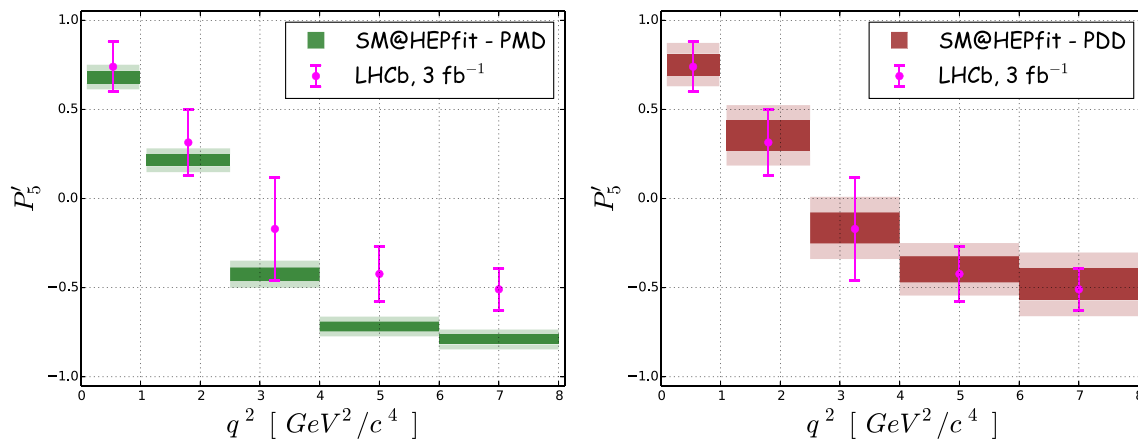 SM@HEPfit - PMD
LHCb, 3 fb⁻¹
1.0
0.5
0.0
−0.5
−1.0
P′₅
0 1 2 3 4 5 6 7 8
q² [ GeV²/c⁴ ]
SM@HEPfit - PDD
LHCb, 3 fb⁻¹
1.0
0.5
0.0
−0.5
−1.0
P′₅
0 1 2 3 4 5 6 7 8
q² [ GeV²/c⁴ ]